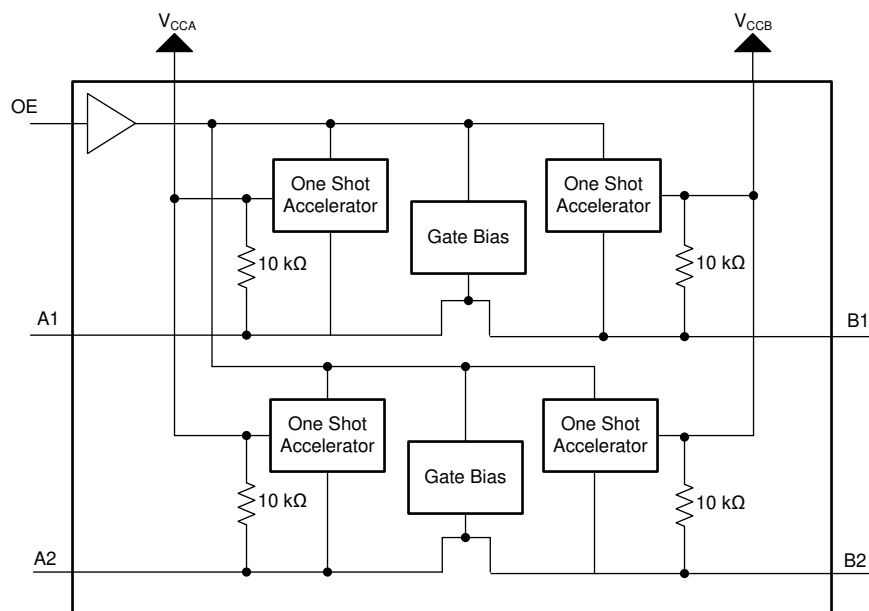 VCCA
VCCB
OE
One Shot
Accelerator
One Shot
Accelerator
Gate Bias
10 kΩ
10 kΩ
A1
B1
One Shot
Accelerator
One Shot
Accelerator
Gate Bias
10 kΩ
10 kΩ
A2
B2